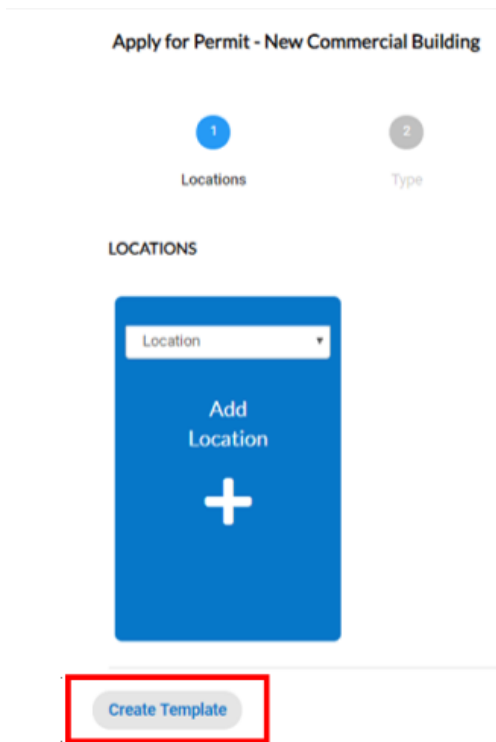 Apply for Permit - New Commercial Building
1 2
Locations Type
LOCATIONS
Location
Add
Location
Create Template